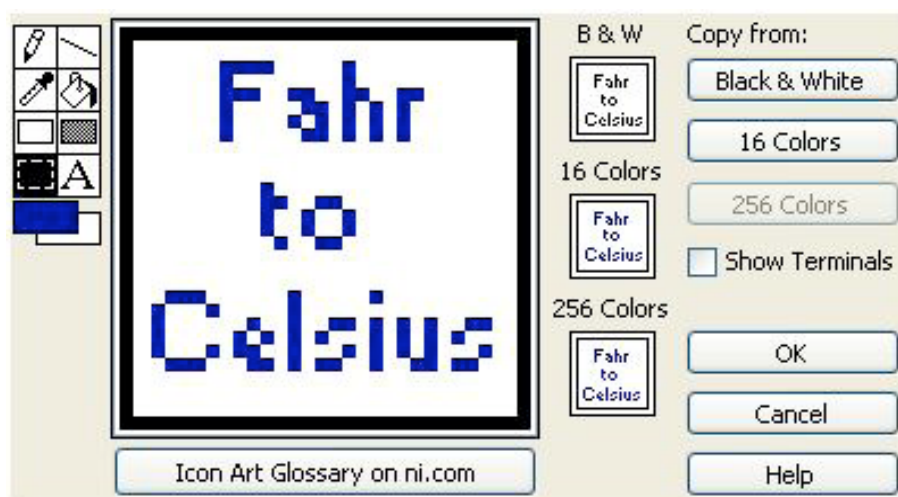 Fahr
to
Celsius
A
B & W
Fahr
to
Celsius
16 Colors
Fahr
to
Celsius
256 Colors
Fahr
to
Celsius
Copy from:
Black & White
16 Colors
256 Colors
Show Terminals
OK
Cancel
Help
Icon Art Glossary on ni.com